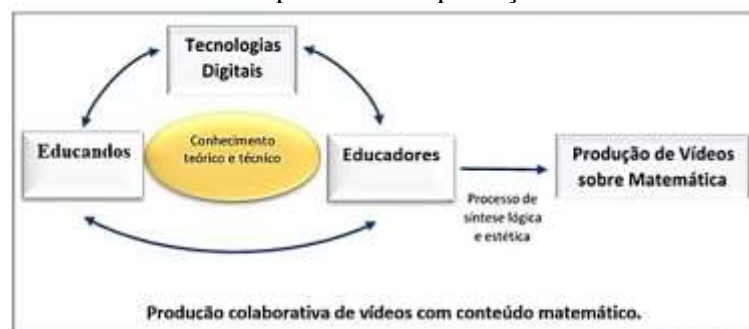 Tecnologias
Digitais
Educandos
Conhecimento
teórico e técnico
Educadores
Produção de Vídeos
sobre Matemática
Processo de
síntese lógica
e estética
Produção colaborativa de vídeos com conteúdo matemático.